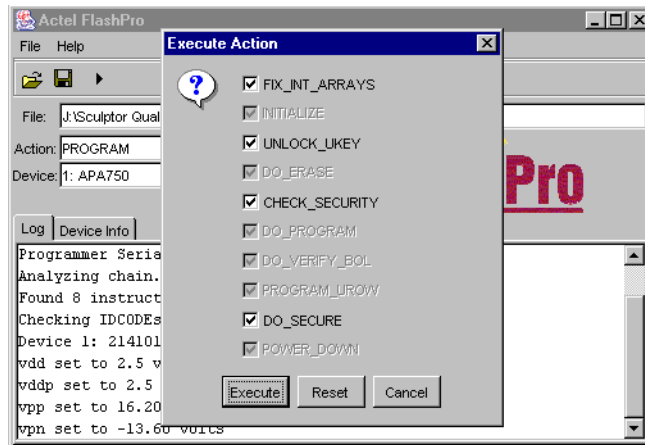 Actel FlashPro
File Help
Execute Action
FIX_INT_ARRAYS
INITIALIZE
UNLOCK_UKEY
DO_ERASE
CHECK_SECURITY
DO_PROGRAM
DO_VERIFY_BOL
PROGRAM_UROW
DO_SECURE
POWER_DOWN
Execute Reset Cancel
File: J:\Sculptor Qual
Action: PROGRAM
Device: 1: APA750
Pro
Log Device Info
Programmer Seria
Analyzing chain.
Found 8 instruct
Checking IDCODEs
Device 1: 214101
vdd set to 2.5 v
vddp set to 2.5
vpp set to 16.20
vpn set to -13.60 volts